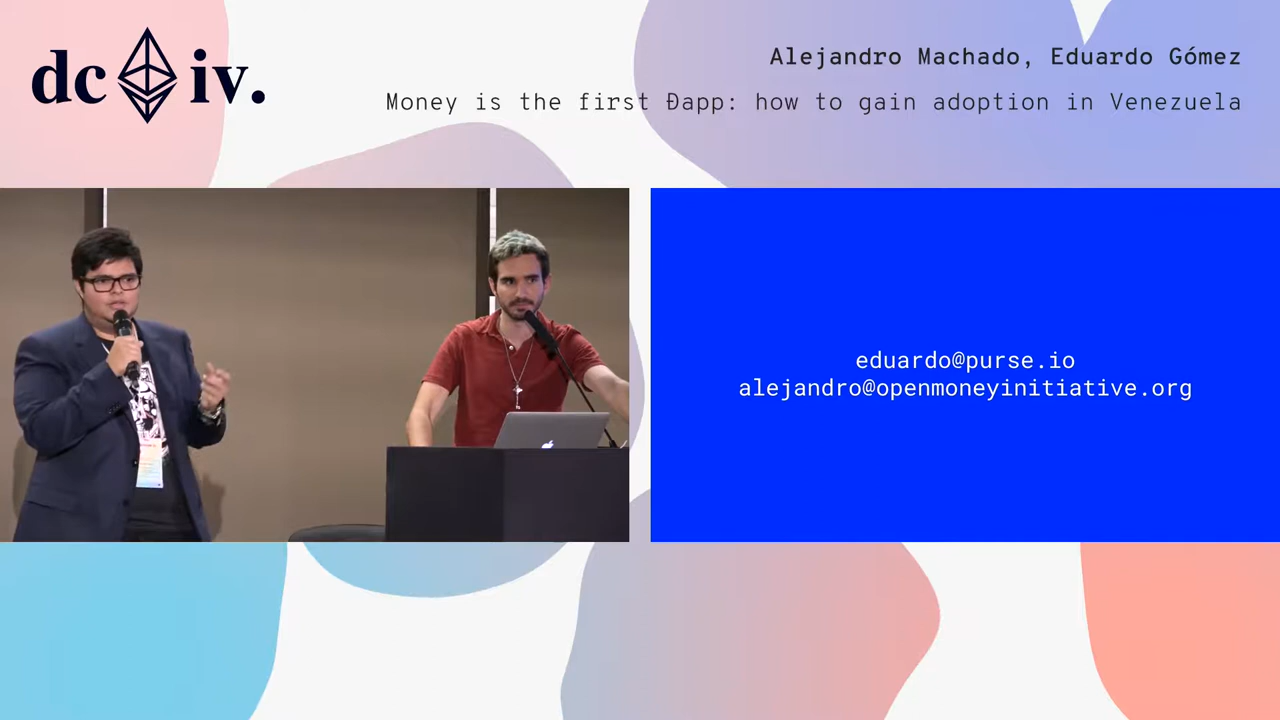 dc iv.
Alejandro Machado, Eduardo Gómez
Money is the first Ðapp: how to gain adoption in Venezuela
eduardo@purse.io
alejandro@openmoneyinitiative.org